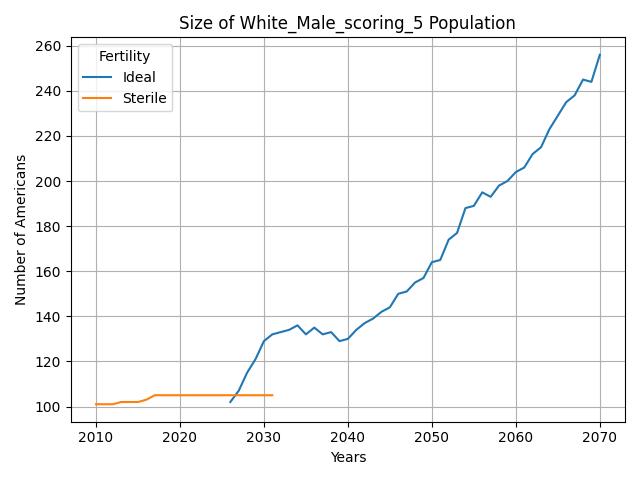 Size of White_Male_scoring_5 Population
Fertility
Ideal
Sterile
Number of Americans
260
240
220
200
180
160
140
120
100
2010 2020 2030 2040 2050 2060 2070
Years